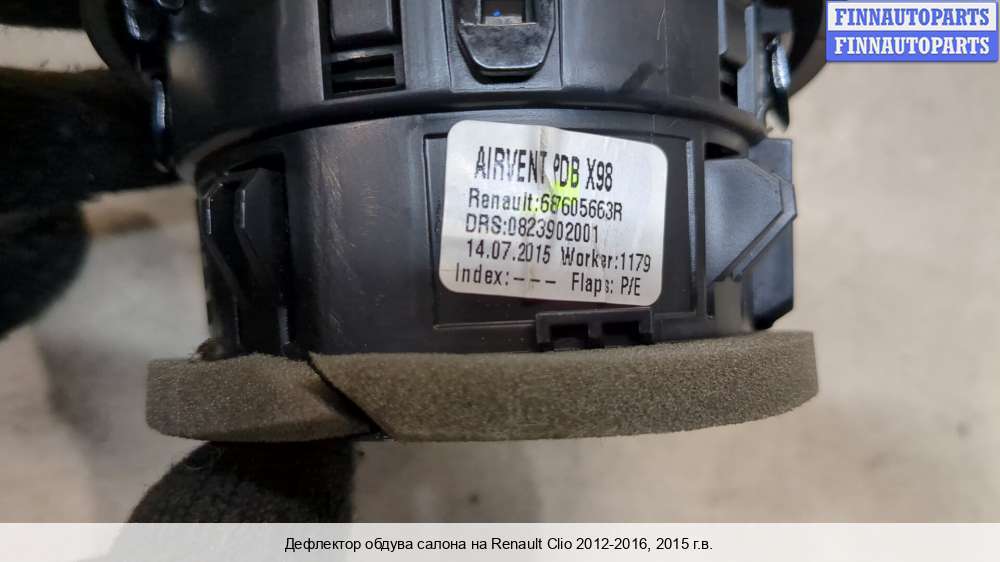 FINNAUTOPARTS
FINNAUTOPARTS
AIRVENT PDB X98
Renault:687605663R
DRS:0823902001
14.07.2015 Worker:1179
Index:--- Flaps: P/E
Дефлектор обдува салона на Renault Clio 2012-2016, 2015 г.в.